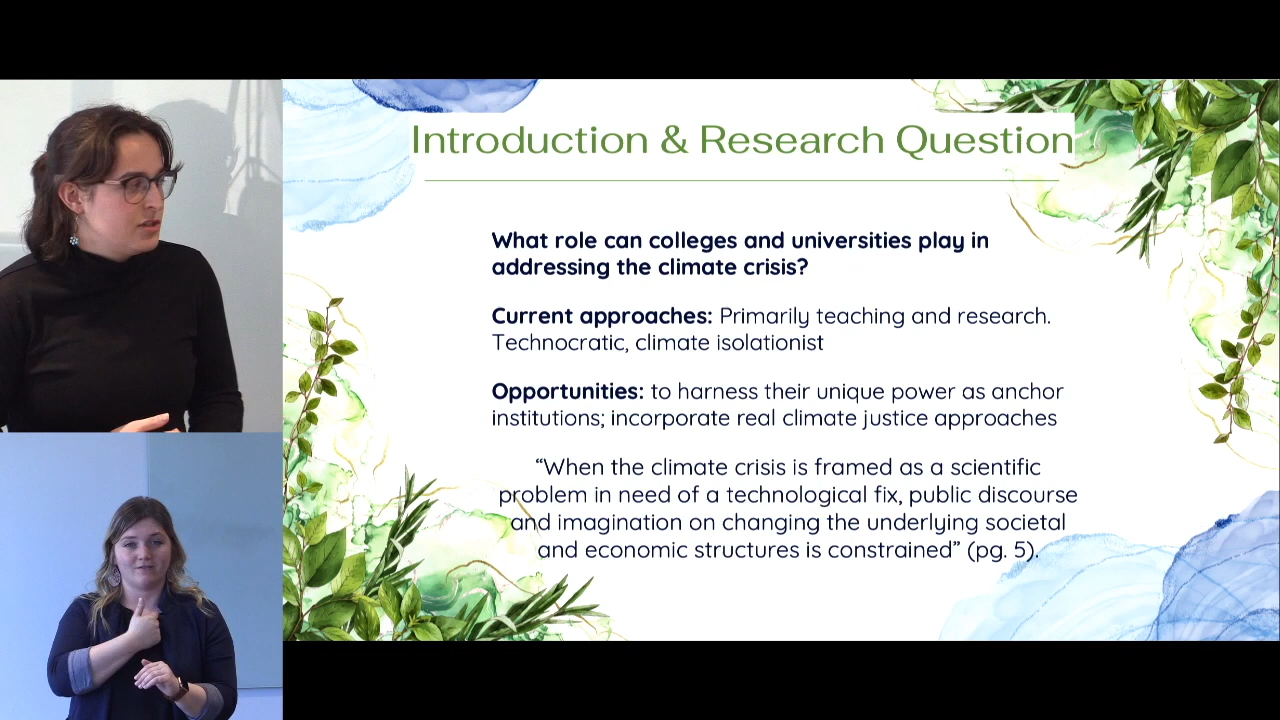 Introduction & Research Question
What role can colleges and universities play in
addressing the climate crisis?
Current approaches: Primarily teaching and research.
Technocratic, climate isolationist
Opportunities: to harness their unique power as anchor
institutions; incorporate real climate justice approaches
“When the climate crisis is framed as a scientific
problem in need of a technological fix, public discourse
and imagination on changing the underlying societal
and economic structures is constrained” (pg. 5).